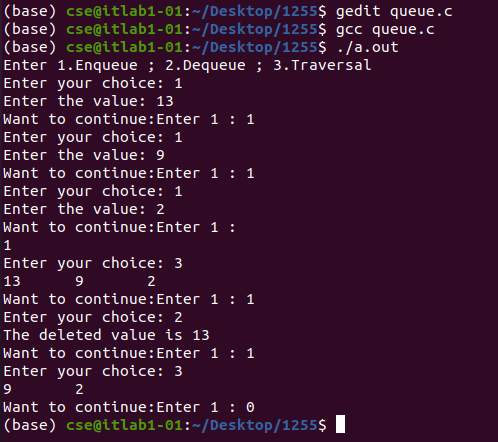 (base) cse@itlab1-01:~/Desktop/1255$ gedit queue.c
(base) cse@itlab1-01:~/Desktop/1255$ gcc queue.c
(base) cse@itlab1-01:~/Desktop/1255$ ./a.out
Enter 1.Enqueue ; 2.Dequeue ; 3.Traversal
Enter your choice: 1
Enter the value: 13
Want to continue:Enter 1 : 1
Enter your choice: 1
Enter the value: 9
Want to continue:Enter 1 : 1
Enter your choice: 1
Enter the value: 2
Want to continue:Enter 1 :
1
Enter your choice: 3
13      9       2
Want to continue:Enter 1 : 1
Enter your choice: 2
The deleted value is 13
Want to continue:Enter 1 : 1
Enter your choice: 3
9       2
Want to continue:Enter 1 : 0
(base) cse@itlab1-01:~/Desktop/1255$